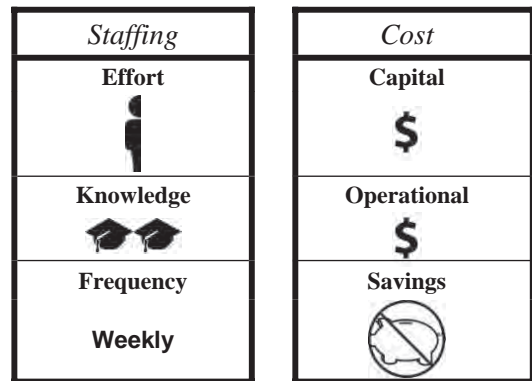 Staffing
Effort
Knowledge
Frequency
Weekly
Cost
Capital
$
Operational
$
Savings